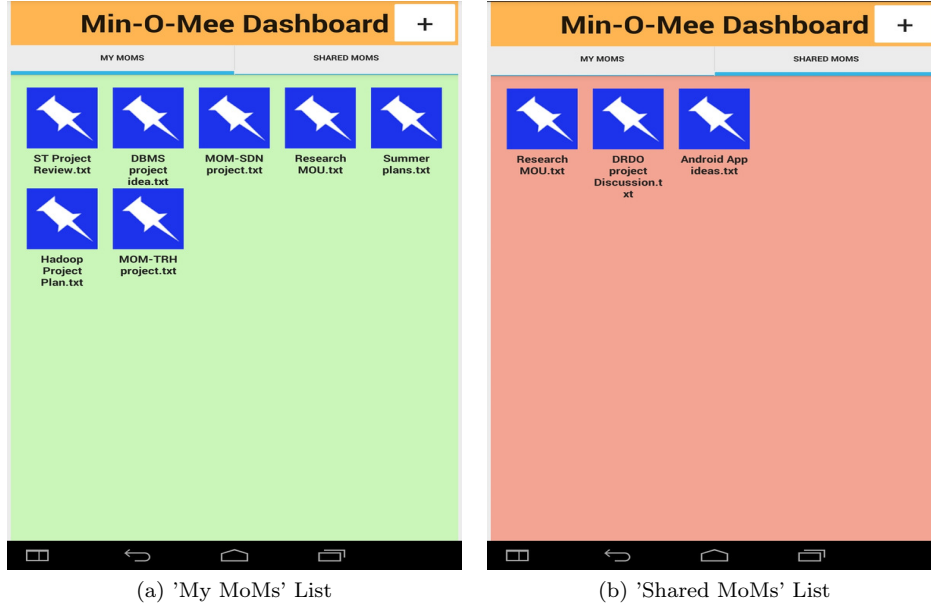 Min-O-Mee Dashboard +
MY MOMS SHARED MOMS
ST Project
Review.txt
DBMS
project
idea.txt
MOM-SDN
project.txt
Research
MOU.txt
Summer
plans.txt
Hadoop
Project
Plan.txt
MOM-TRH
project.txt
(a) 'My MoMs' List
Min-O-Mee Dashboard +
MY MOMS SHARED MOMS
Research
MOU.txt
DRDO
project
Discussion.t
xt
Android App
ideas.txt
(b) 'Shared MoMs' List